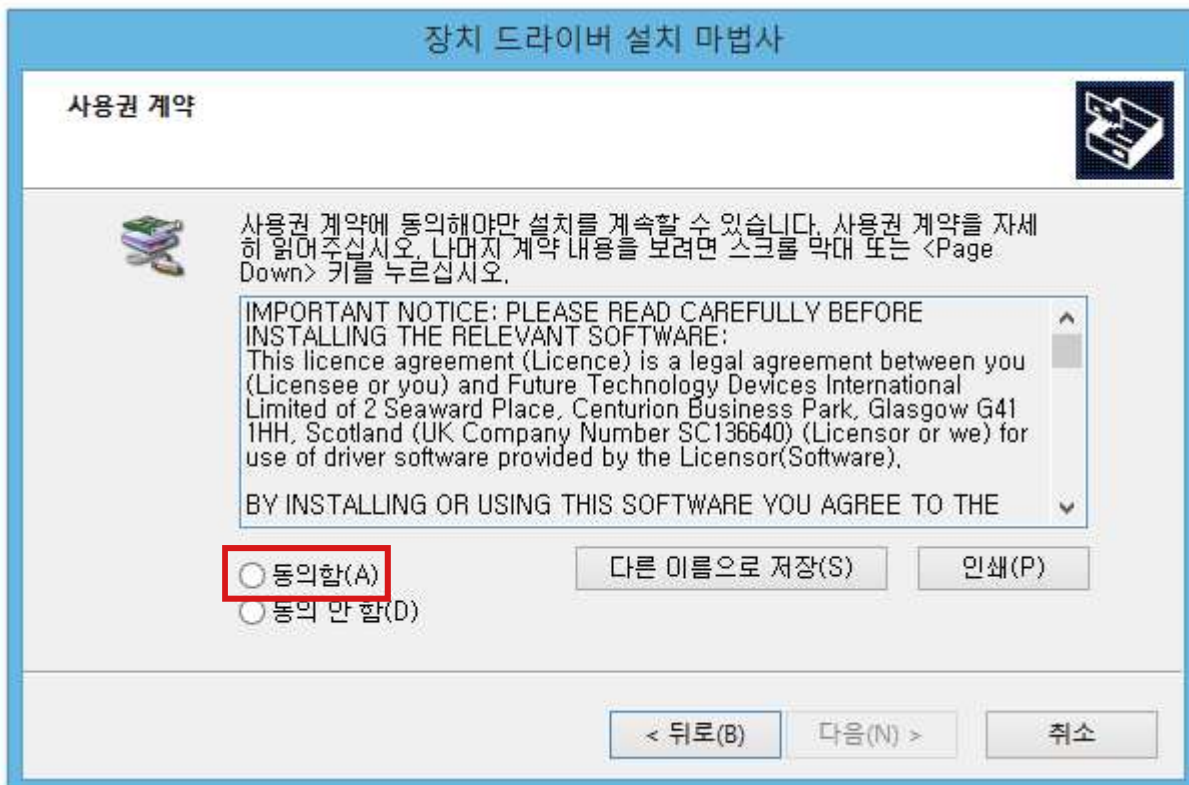 장치 드라이버 설치 마법사
사용권 계약
사용권 계약에 동의해야만 설치를 계속할 수 있습니다. 사용권 계약을 자세
히 읽어주십시오. 나머지 계약 내용을 보려면 스크롤 막대 또는 <Page
Down> 키를 누르십시오.
IMPORTANT NOTICE: PLEASE READ CAREFULLY BEFORE
INSTALLING THE RELEVANT SOFTWARE:
This licence agreement (Licence) is a legal agreement between you
(Licensee or you) and Future Technology Devices International
Limited of 2 Seaward Place, Centurion Business Park, Glasgow G41
1HH, Scotland (UK Company Number SC136640) (Licensor or we) for
use of driver software provided by the Licensor(Software).
BY INSTALLING OR USING THIS SOFTWARE YOU AGREE TO THE
동의함(A) 다른 이름으로 저장(S) 인쇄(P)
동의 안 함(D)
< 뒤로(B) 다음(N) > 취소